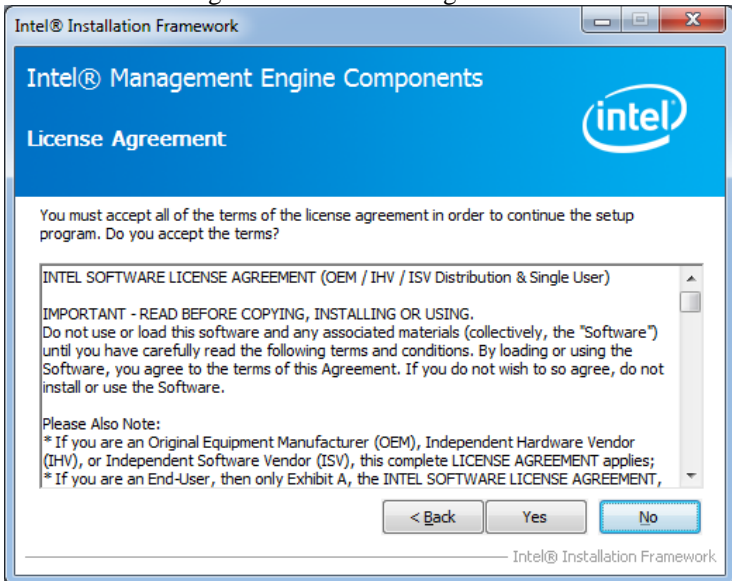 Intel® Installation Framework
Intel® Management Engine Components
intel
License Agreement
You must accept all of the terms of the license agreement in order to continue the setup
program. Do you accept the terms?
INTEL SOFTWARE LICENSE AGREEMENT (OEM / IHV / ISV Distribution & Single User)
IMPORTANT - READ BEFORE COPYING, INSTALLING OR USING.
Do not use or load this software and any associated materials (collectively, the "Software")
until you have carefully read the following terms and conditions. By loading or using the
Software, you agree to the terms of this Agreement. If you do not wish to so agree, do not
install or use the Software.
Please Also Note:
* If you are an Original Equipment Manufacturer (OEM), Independent Hardware Vendor
(IHV), or Independent Software Vendor (ISV), this complete LICENSE AGREEMENT applies;
* If you are an End-User, then only Exhibit A, the INTEL SOFTWARE LICENSE AGREEMENT,
< Back Yes No
Intel® Installation Framework